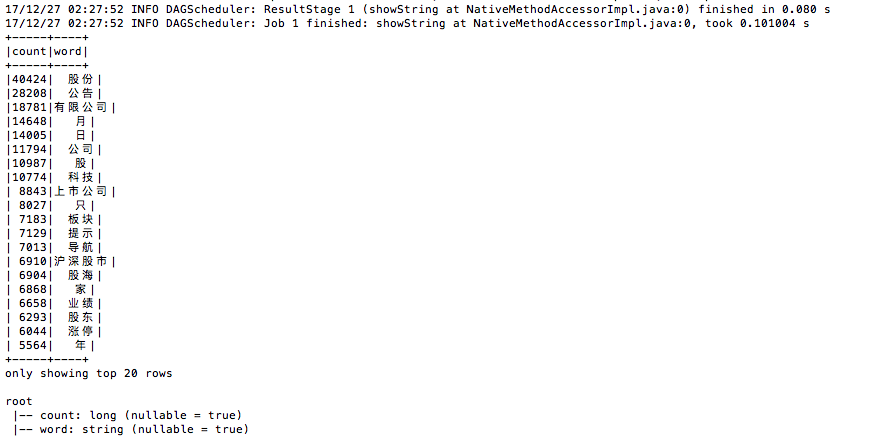 17/12/27 02:27:52 INFO DAGScheduler: ResultStage 1 (showString at NativeMethodAccessorImpl.java:0) finished in 0.080 s
17/12/27 02:27:52 INFO DAGScheduler: Job 1 finished: showString at NativeMethodAccessorImpl.java:0, took 0.101004 s
+-----+----+
|count|word|
+-----+----+
|40424|  股份|
|28208|  公告|
|18781|有限公司|
|14648|   月|
|14005|   日|
|11794|  公司|
|10987|   股|
|10774|  科技|
| 8843|上市公司|
| 8027|   只|
| 7183|  板块|
| 7129|  提示|
| 7013|  导航|
| 6910|沪深股市|
| 6904|  股海|
| 6868|   家|
| 6658|  业绩|
| 6293|  股东|
| 6044|  涨停|
| 5564|   年|
+-----+----+
only showing top 20 rows

root
 |-- count: long (nullable = true)
 |-- word: string (nullable = true)